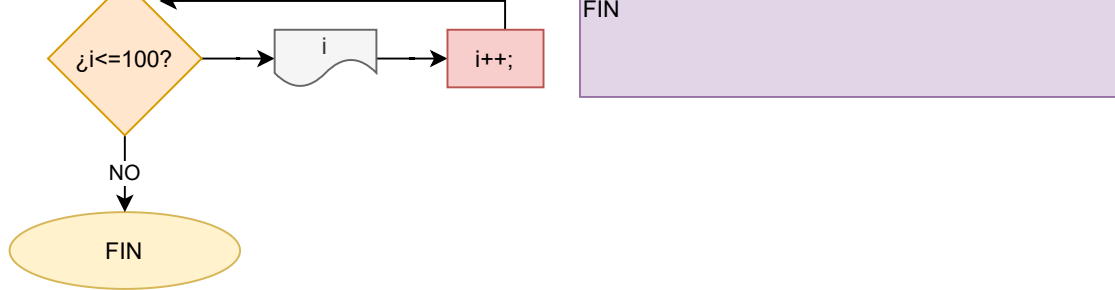 FIN
¿i<=100?
i
i++;
NO
FIN